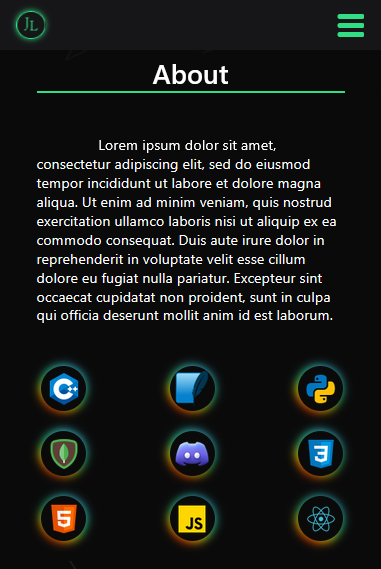 JL
About
Lorem ipsum dolor sit amet,
consectetur adipiscing elit, sed do eiusmod
tempor incididunt ut labore et dolore magna
aliqua. Ut enim ad minim veniam, quis nostrud
exercitation ullamco laboris nisi ut aliquip ex ea
commodo consequat. Duis aute irure dolor in
reprehenderit in voluptate velit esse cillum
dolore eu fugiat nulla pariatur. Excepteur sint
occaecat cupidatat non proident, sunt in culpa
qui officia deserunt mollit anim id est laborum.
C++
3
5 JS